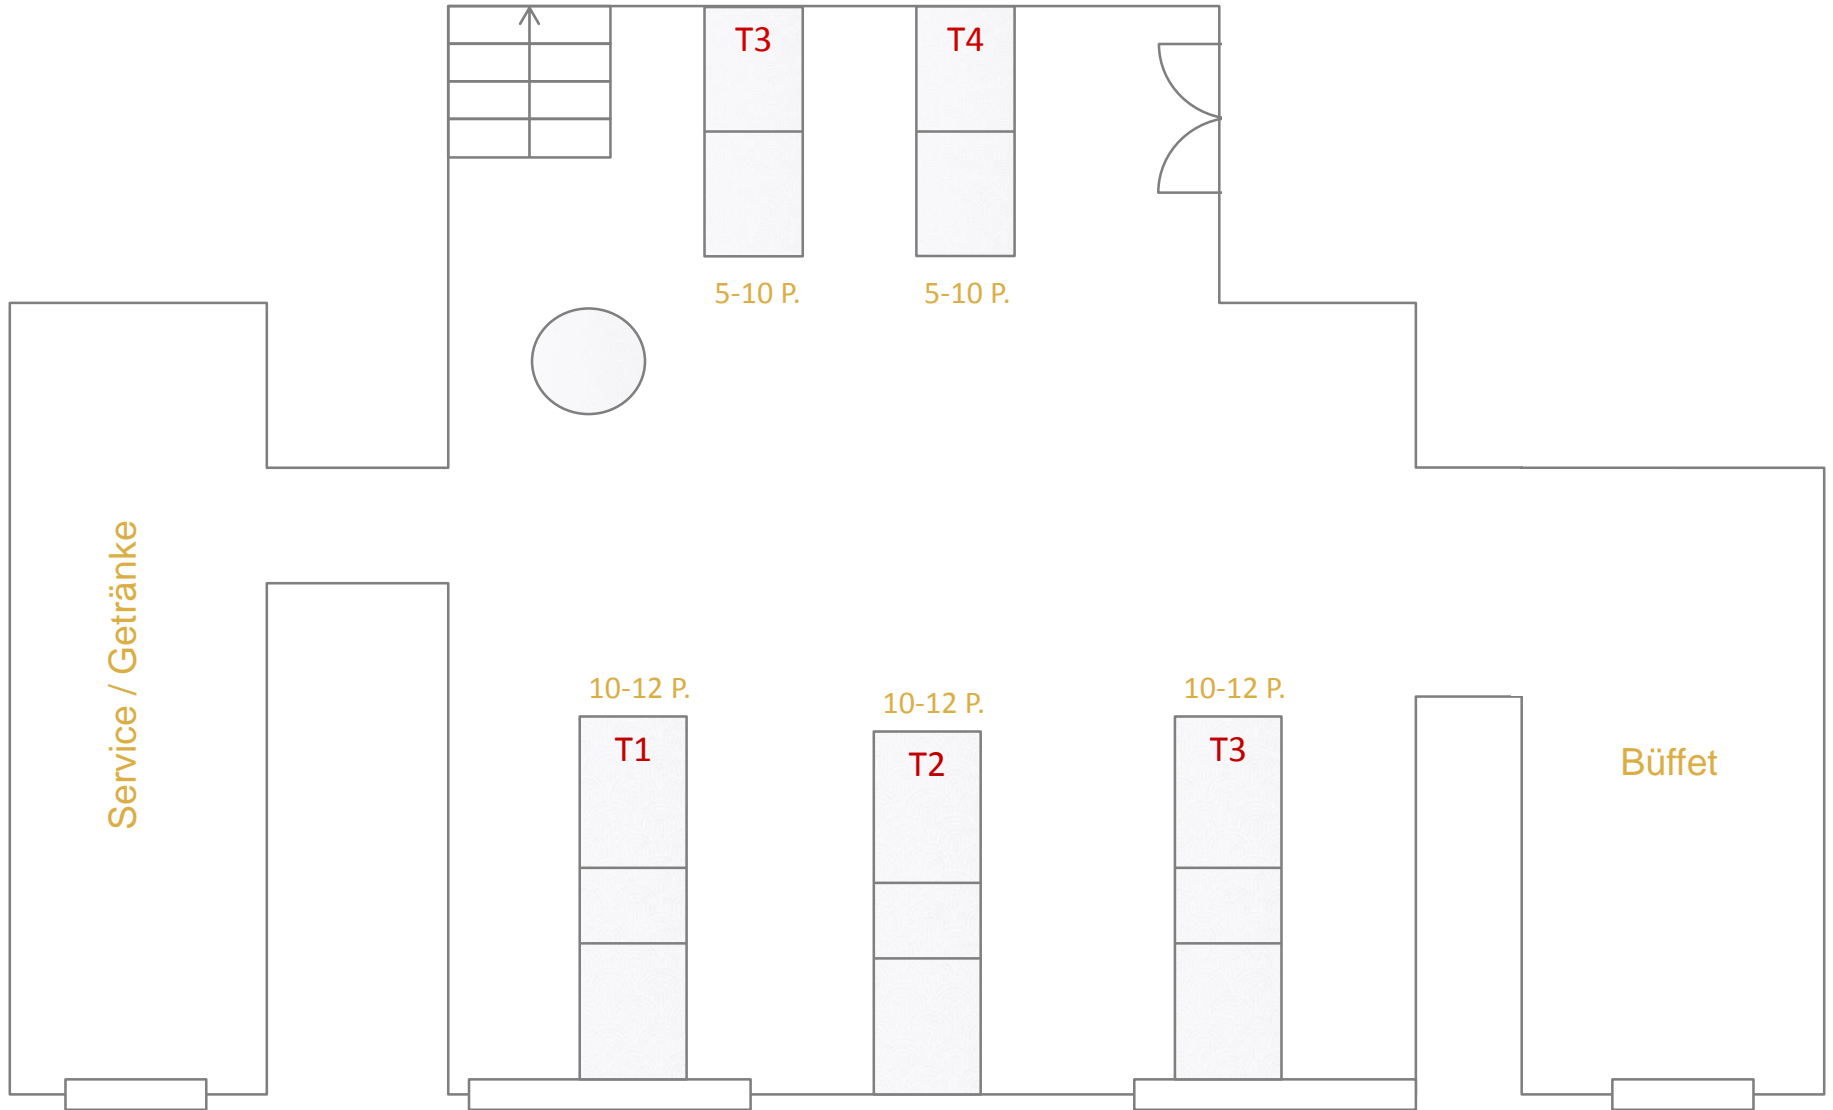 T3
T4
5-10 P.
5-10 P.
Service / Getränke
10-12 P.
10-12 P.
10-12 P.
T1
T2
T3
Büffet